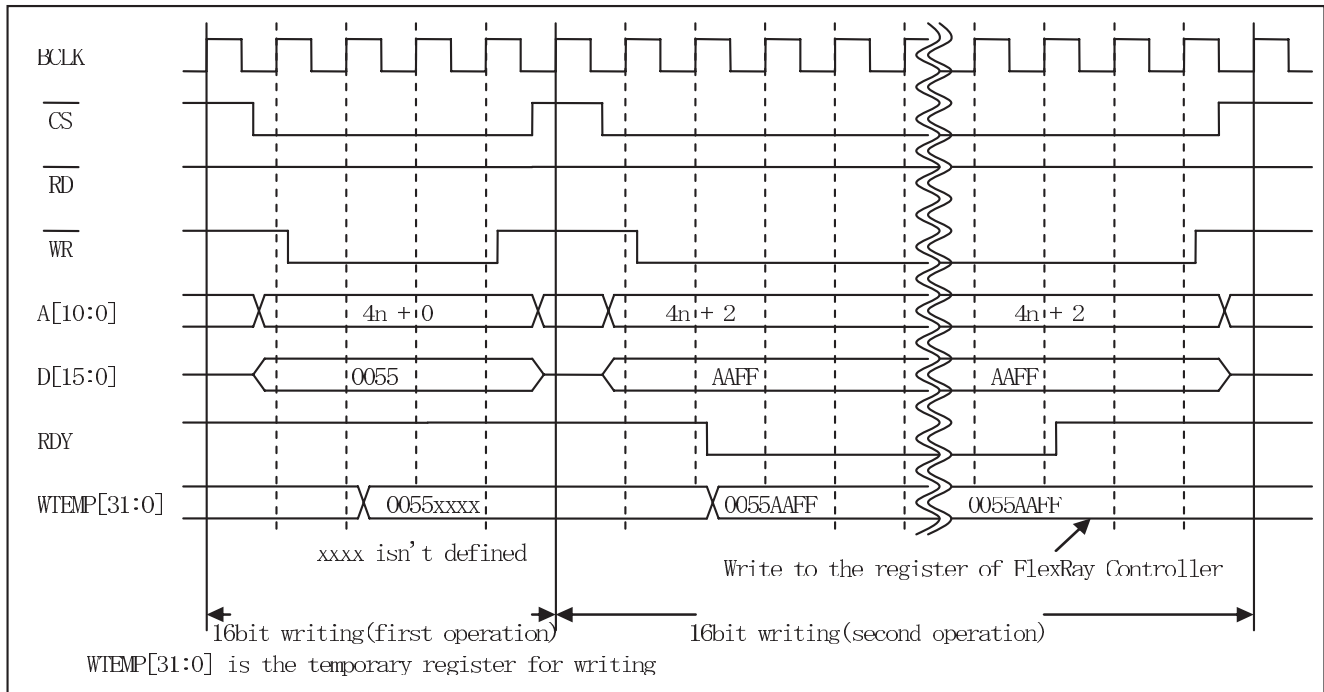 BCLK
CS
RD
WR
A[10:0] 4n + 0 4n + 2 4n + 2
D[15:0] 0055 AAFF AAFF
RDY
WTEMP[31:0] 0055xxxx 0055AAFF 0055AAFF
xxxx isn't defined
Write to the register of FlexRay Controller
16bit writing(first operation) 16bit writing(second operation)
WTEMP[31:0] is the temporary register for writing